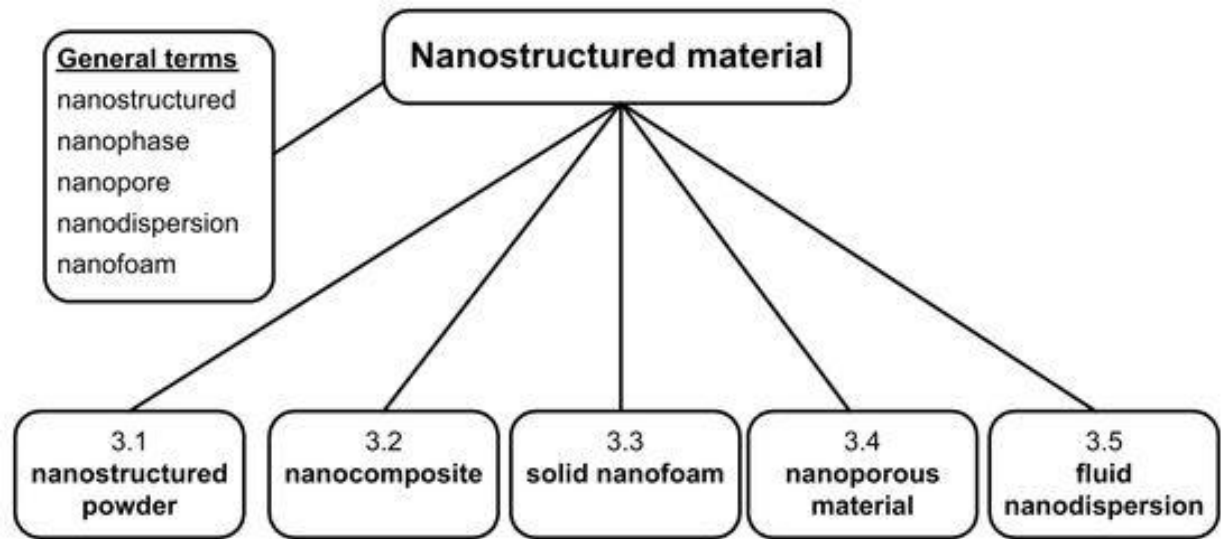 Nanostructured material
General terms
nanostructured
nanophase
nanopore
nanodispersion
nanofoam
3.1
nanostructured
powder
3.2
nanocomposite
3.3
solid nanofoam
3.4
nanoporous
material
3.5
fluid
nanodispersion